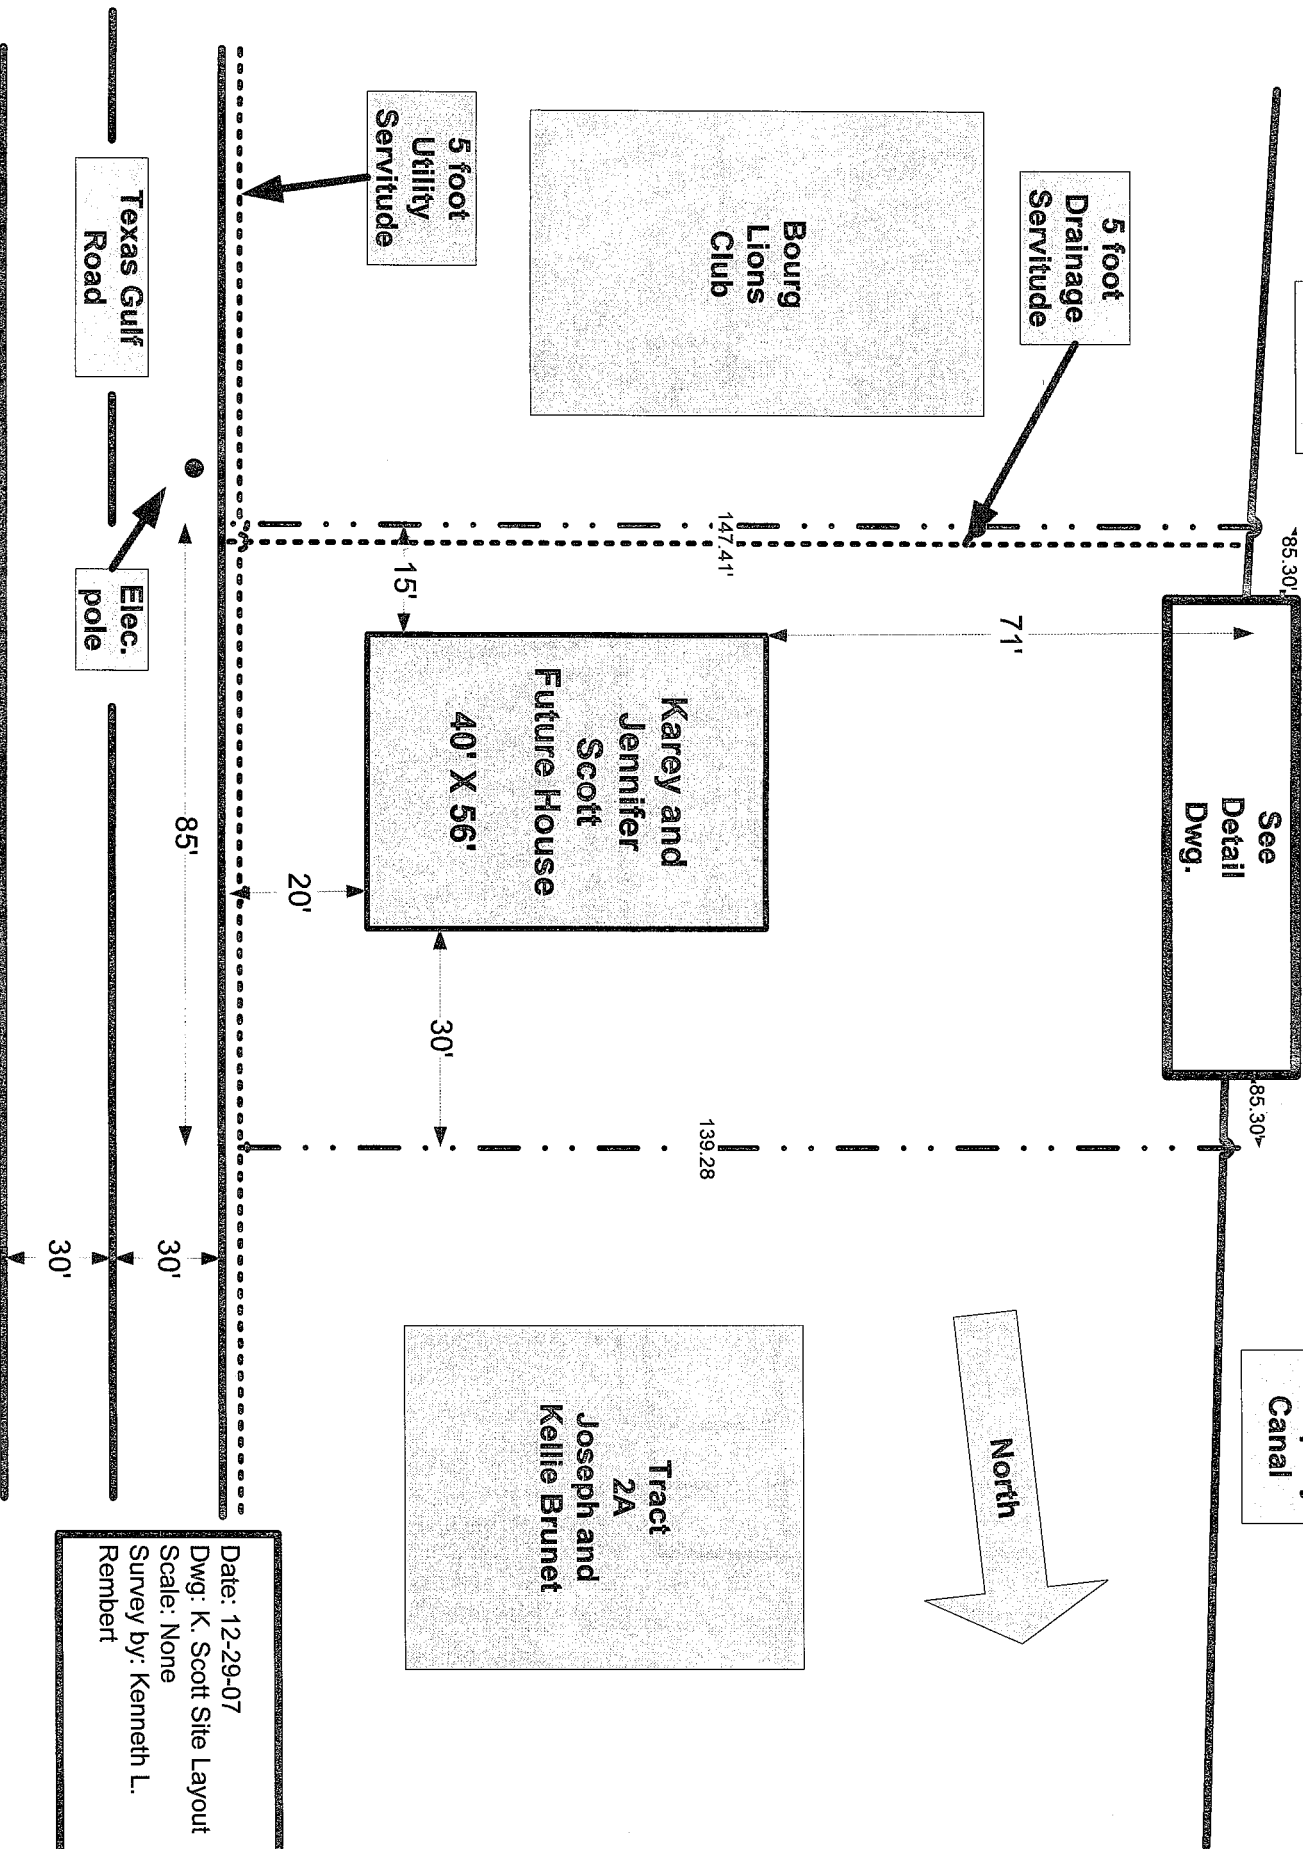 Canal
85.30'
85.30'
See
Detail
Dwg.
5 foot
Drainage
Servitude
71'
North
Bourg
Lions
Club
147.41'
139.28
Karey and
Jennifer
Scott
Future House
40' X 56'
Tract
2A
Joseph and
Kellie Brunet
5 foot
Utility
Servitude
15'
30'
20'
85'
Texas Gulf
Road
Elec.
pole
30'
30'
Date: 12-29-07
Dwg: K. Scott Site Layout
Scale: None
Survey by: Kenneth L.
Rembert